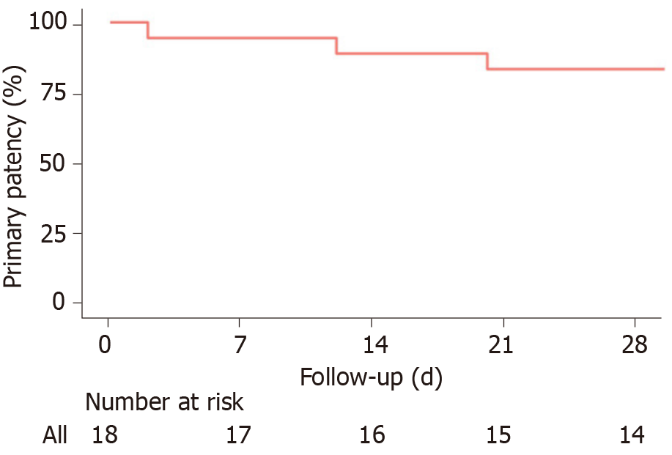 Primary patency (%)
100
75
50
25
0
0 7 14 21 28
Follow-up (d)
Number at risk
All 18 17 16 15 14